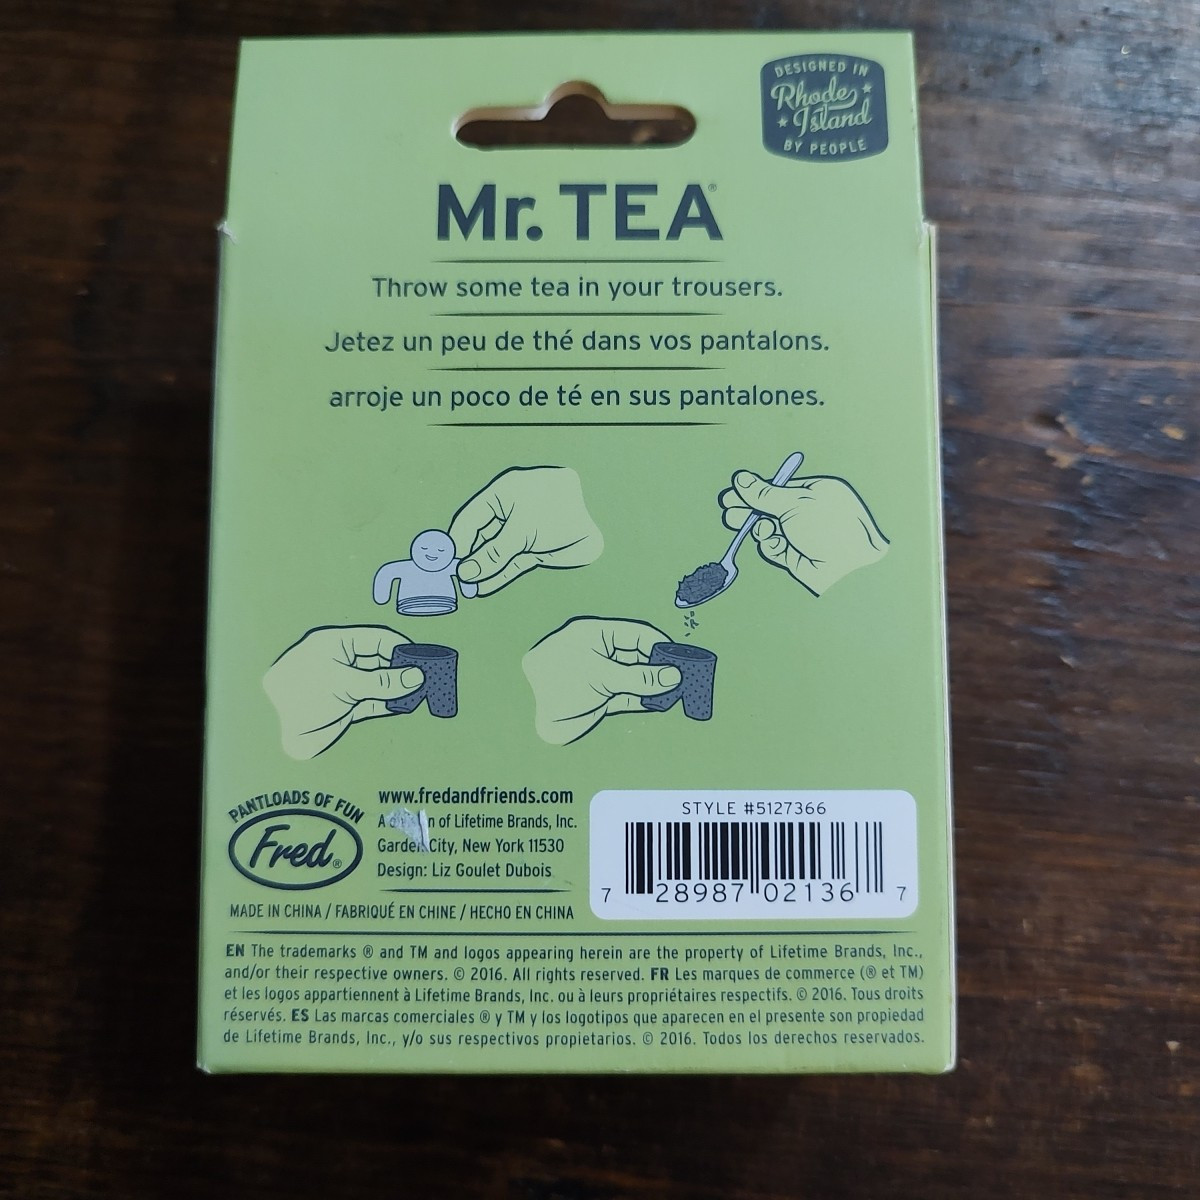 DESIGNED IN
Rhode
Island
BY PEOPLE
Mr. TEA®
Throw some tea in your trousers.
Jetez un peu de thé dans vos pantalons.
arroje un poco de té en sus pantalones.
PANTLOADS OF FUN
Fred®
www.fredandfriends.com
A n of Lifetime Brands, Inc.
Garden City, New York 11530
Design: Liz Goulet Dubois
MADE IN CHINA / FABRIQUÉ EN CHINE / HECHO EN CHINA
STYLE #5127366
7 28987 02136 7
EN The trademarks ® and TM and logos appearing herein are the property of Lifetime Brands, Inc.,
and/or their respective owners. © 2016. All rights reserved. FR Les marques de commerce (® et TM)
et les logos appartiennent à Lifetime Brands, Inc. ou à leurs propriétaires respectifs. © 2016. Tous droits
réservés. ES Las marcas comerciales ® y TM y los logotipos que aparecen en el presente son propiedad
de Lifetime Brands, Inc., y/o sus respectivos propietarios. © 2016. Todos los derechos reservados.